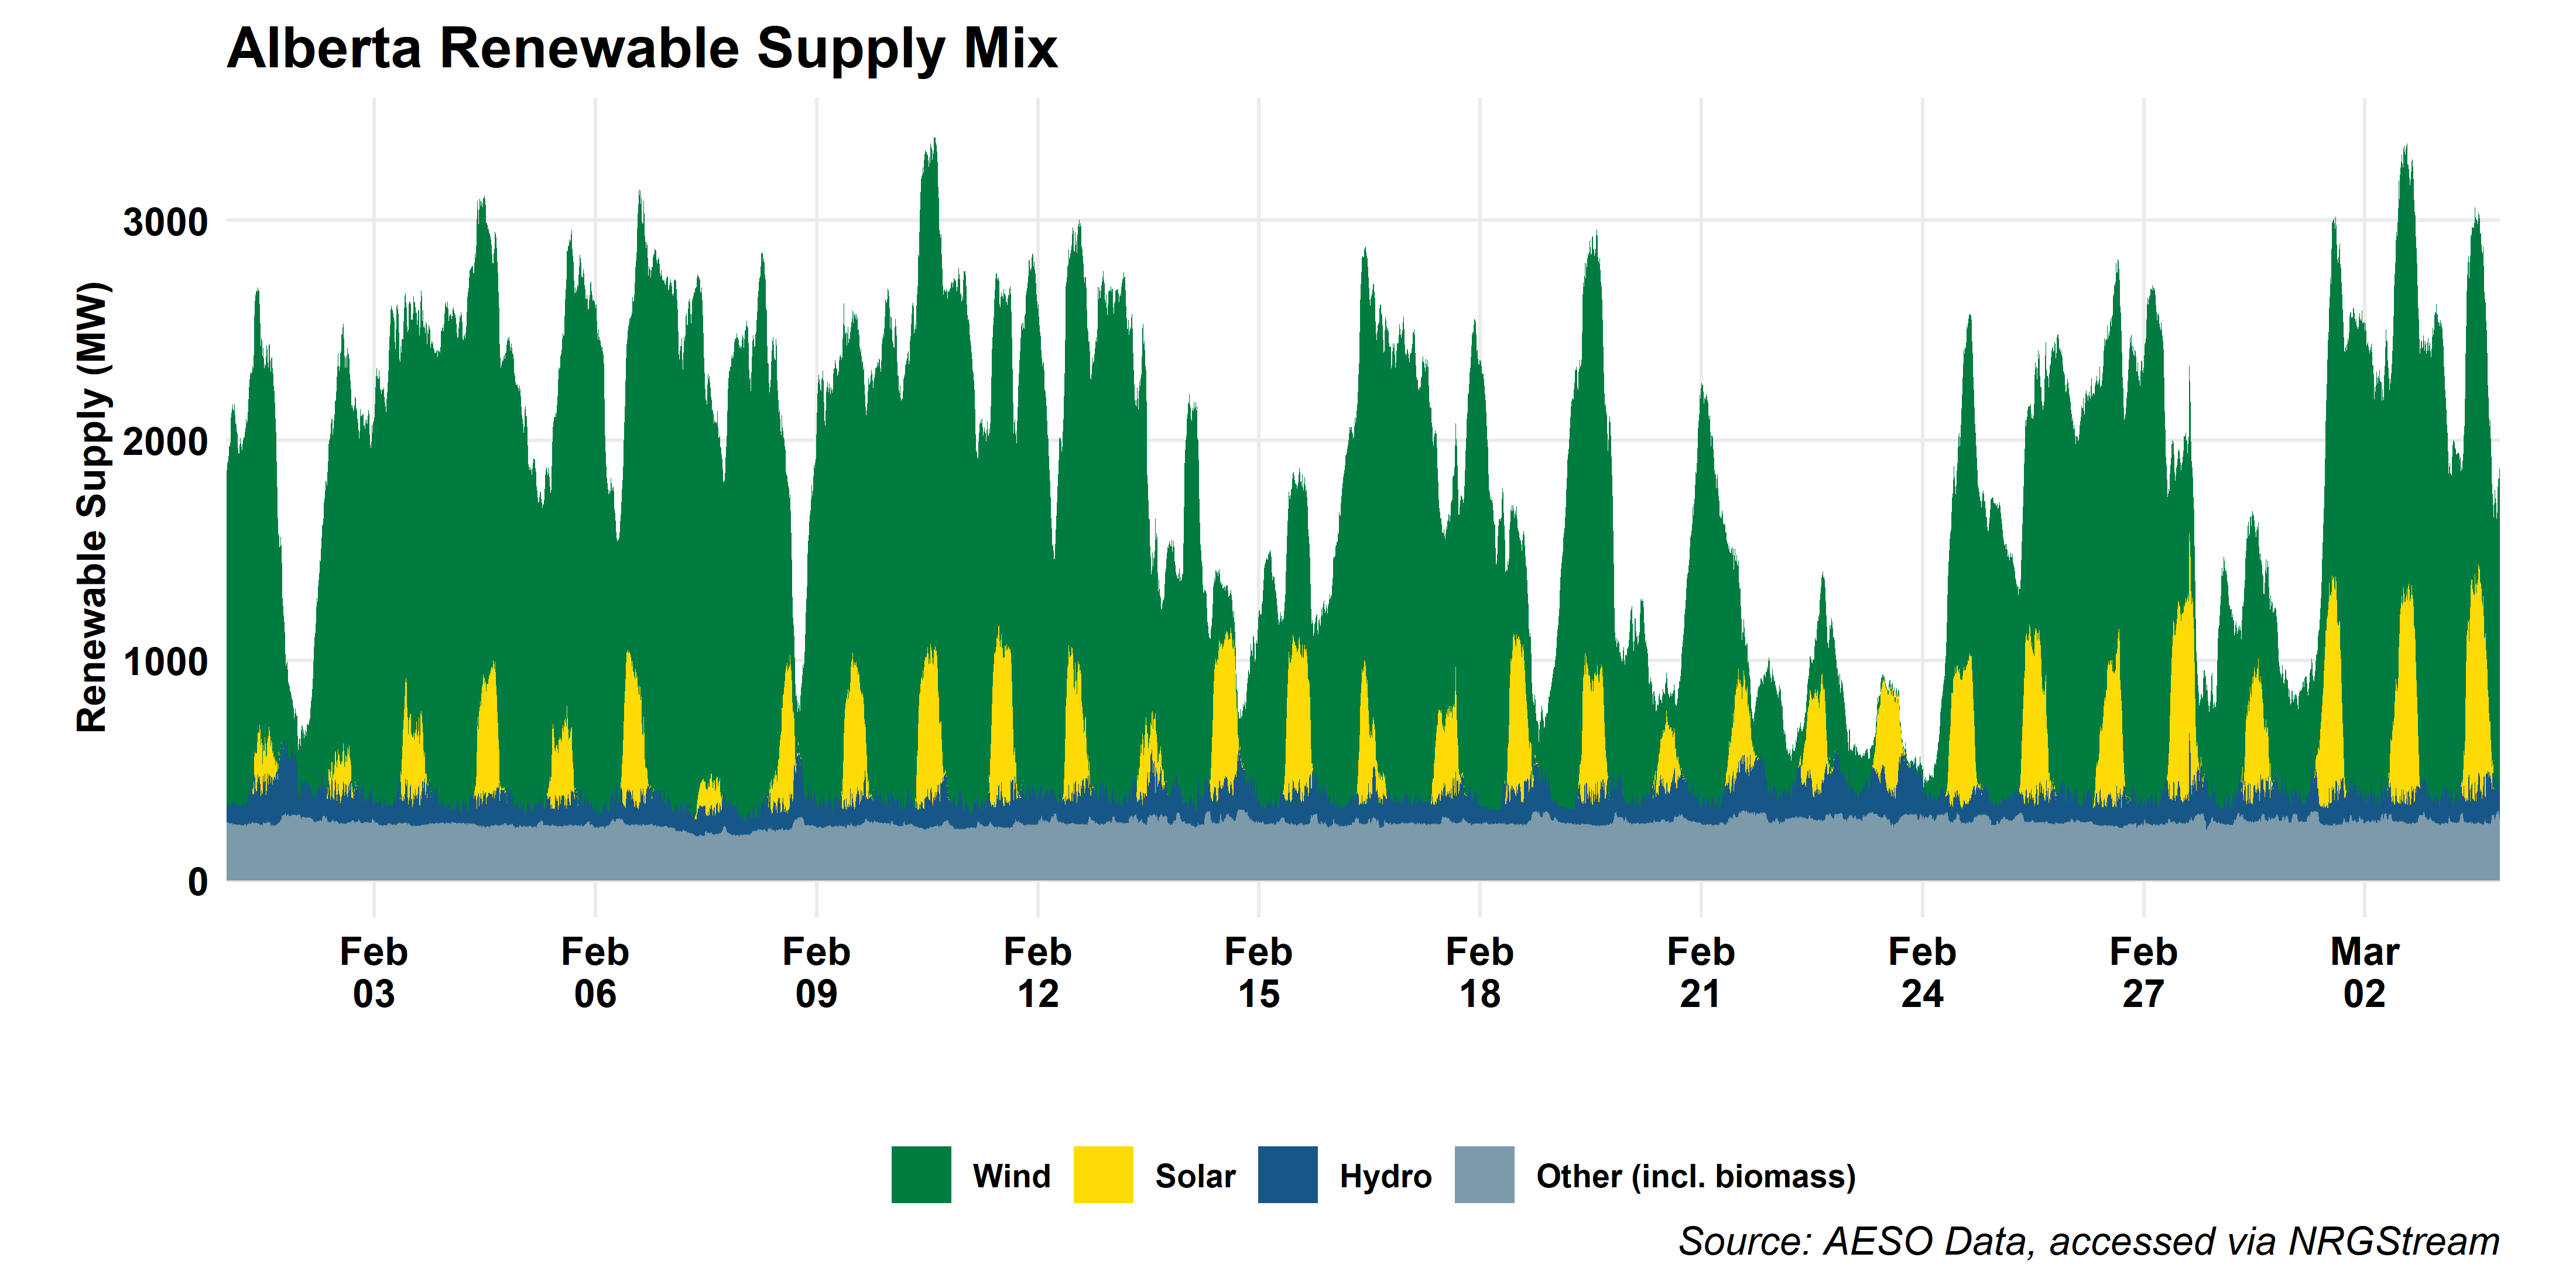 Alberta Renewable Supply Mix
Renewable Supply (MW)
3000
2000
1000
0
Feb 03
Feb 06
Feb 09
Feb 12
Feb 15
Feb 18
Feb 21
Feb 24
Feb 27
Mar 02
Wind
Solar
Hydro
Other (incl. biomass)
Source: AESO Data, accessed via NRGStream